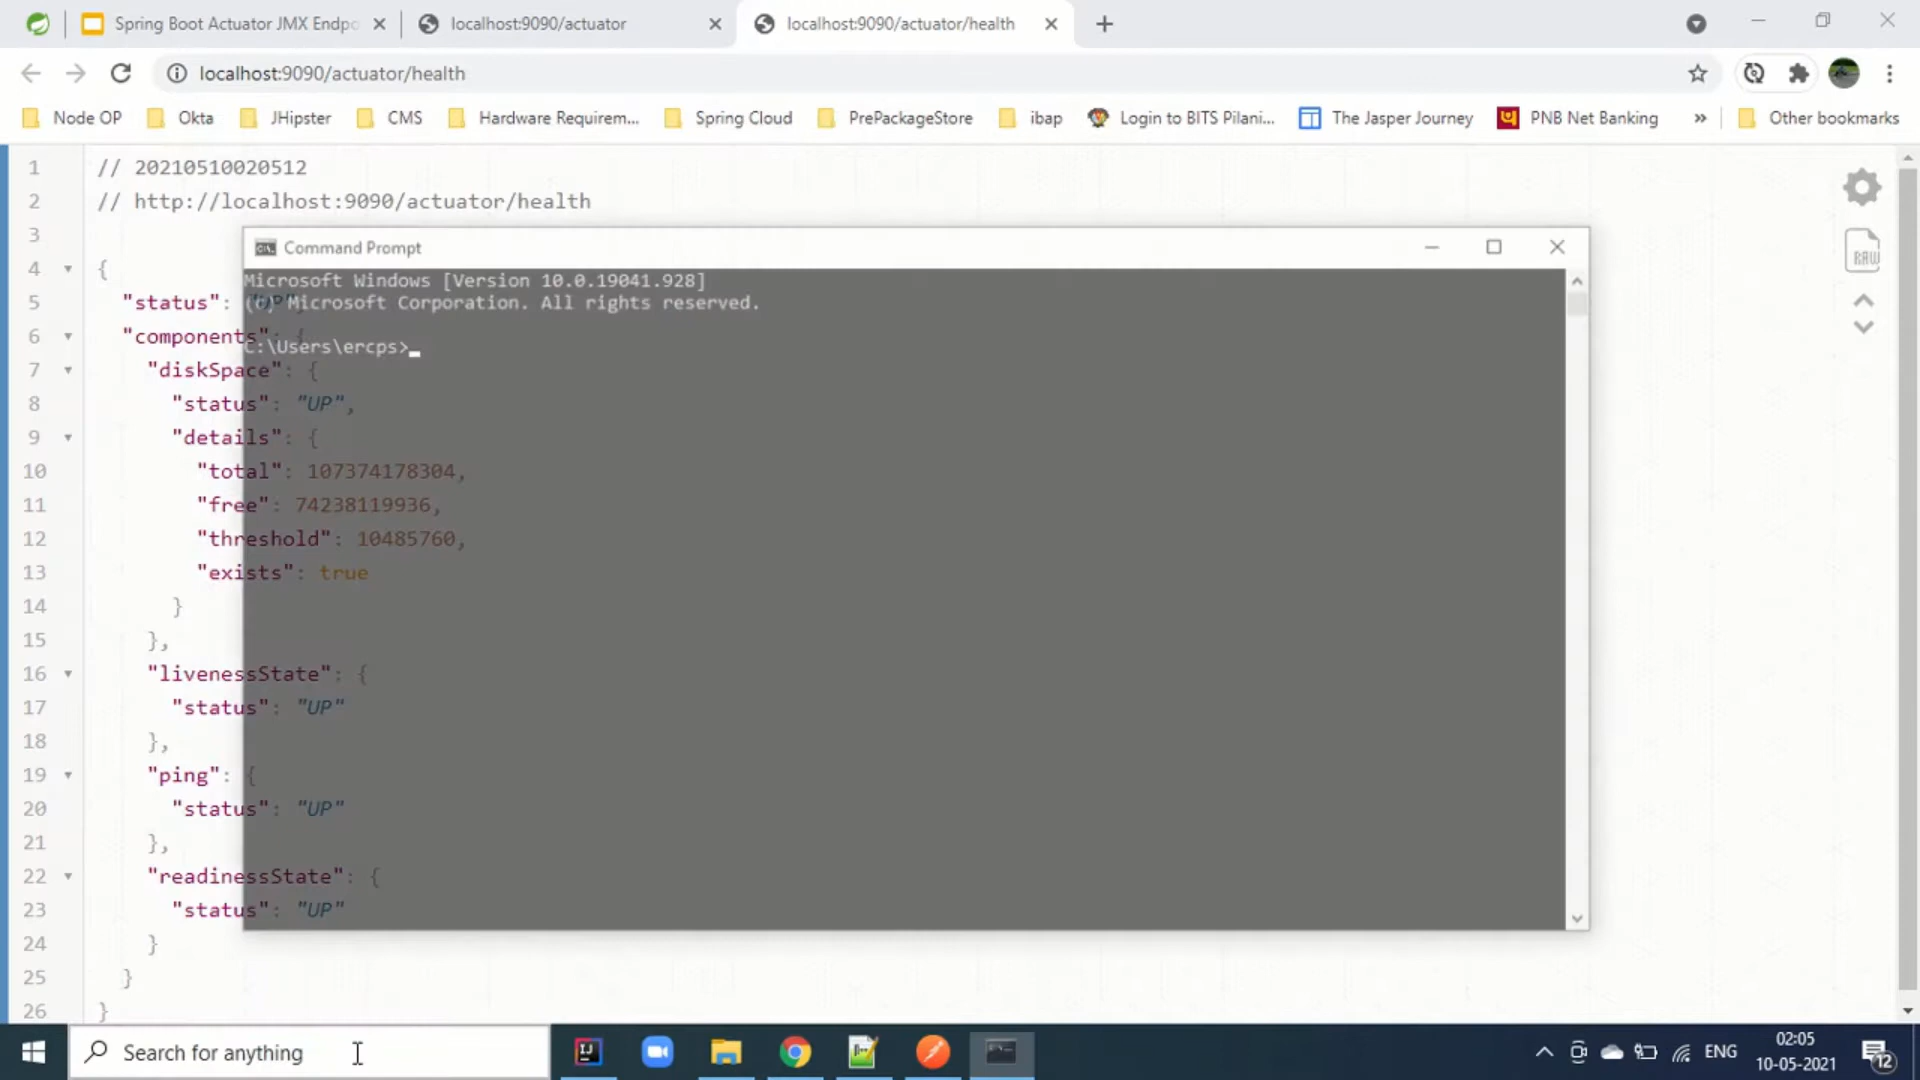 Spring Boot Actuator JMX Endpo
localhost:9090/actuator
localhost:9090/actuator/health
localhost:9090/actuator/health
Node OP
Okta
JHipster
CMS
Hardware Requirem...
Spring Cloud
PrePackageStore
ibap
Login to BITS Pilani...
The Jasper Journey
PNB Net Banking
»
Other bookmarks
1 // 20210510020512
2 // http://localhost:9090/actuator/health
3
4 {
5 "status": "UP",
6 "components": {
7 "diskSpace": {
8 "status": "UP",
9 "details": {
10 "total": 107374178304,
11 "free": 74238119936,
12 "threshold": 10485760,
13 "exists": true
14 }
15 },
16 "livenessState": {
17 "status": "UP"
18 },
19 "ping": {
20 "status": "UP"
21 },
22 "readinessState": {
23 "status": "UP"
24 }
25 }
26 }
RAW
Command Prompt
Microsoft Windows [Version 10.0.19041.928]
(c) Microsoft Corporation. All rights reserved.
C:\Users\ercps>
Search for anything
ENG
02:05
10-05-2021
12